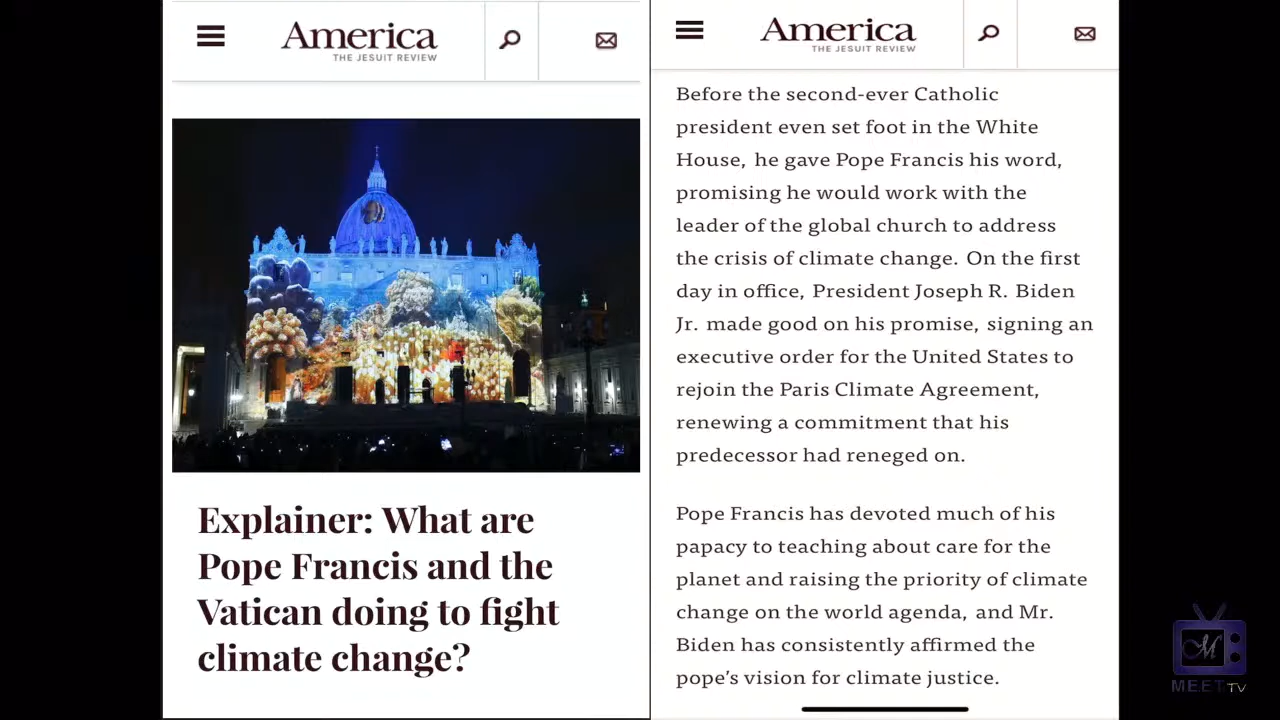 America
THE JESUIT REVIEW
Explainer: What are
Pope Francis and the
Vatican doing to fight
climate change?
America
THE JESUIT REVIEW
Before the second-ever Catholic
president even set foot in the White
House, he gave Pope Francis his word,
promising he would work with the
leader of the global church to address
the crisis of climate change. On the first
day in office, President Joseph R. Biden
Jr. made good on his promise, signing an
executive order for the United States to
rejoin the Paris Climate Agreement,
renewing a commitment that his
predecessor had reneged on.
Pope Francis has devoted much of his
papacy to teaching about care for the
planet and raising the priority of climate
change on the world agenda, and Mr.
Biden has consistently affirmed the
pope’s vision for climate justice.
M
MEET TV